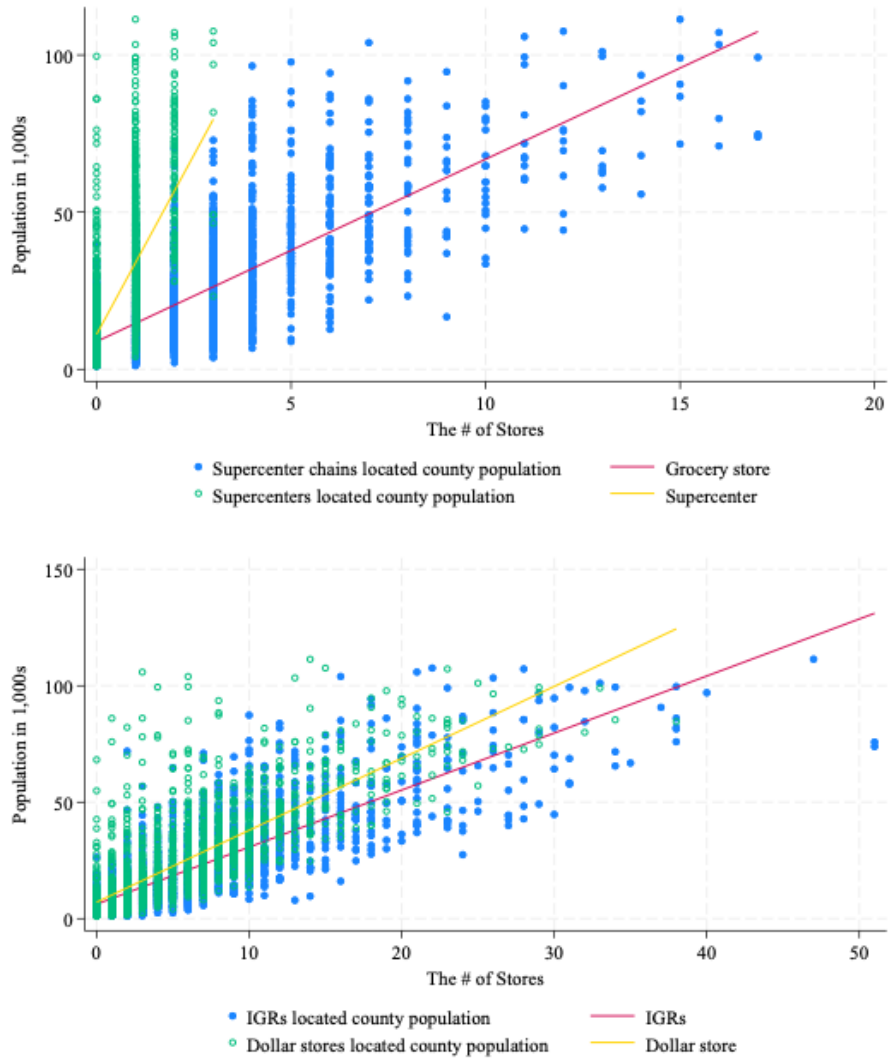 100
50
0
Population in 1,000s
0 5 10 15 20
The # of Stores
Supercenter chains located county population Grocery store
Supercenters located county population Supercenter
150
100
50
0
Population in 1,000s
0 10 20 30 40 50
The # of Stores
IGRs located county population IGRs
Dollar stores located county population Dollar store